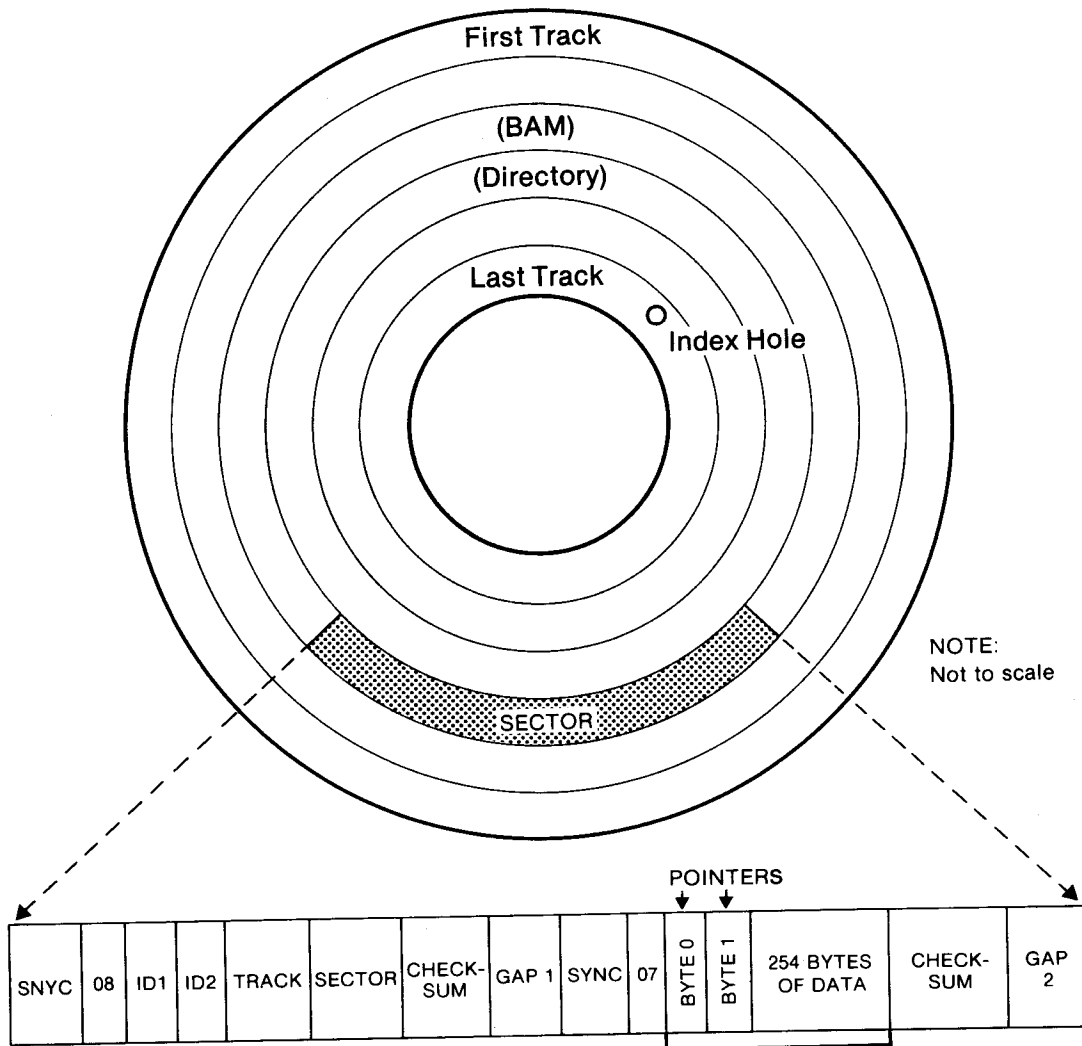 First Track
(BAM)
(Directory)
Last Track
Index Hole
NOTE:
Not to scale
SECTOR
POINTERS
SNYC 08 ID1 ID2 TRACK SECTOR CHECK-SUM GAP 1 SYNC 07 BYTE 0 BYTE 1 254 BYTES OF DATA CHECK-SUM GAP 2